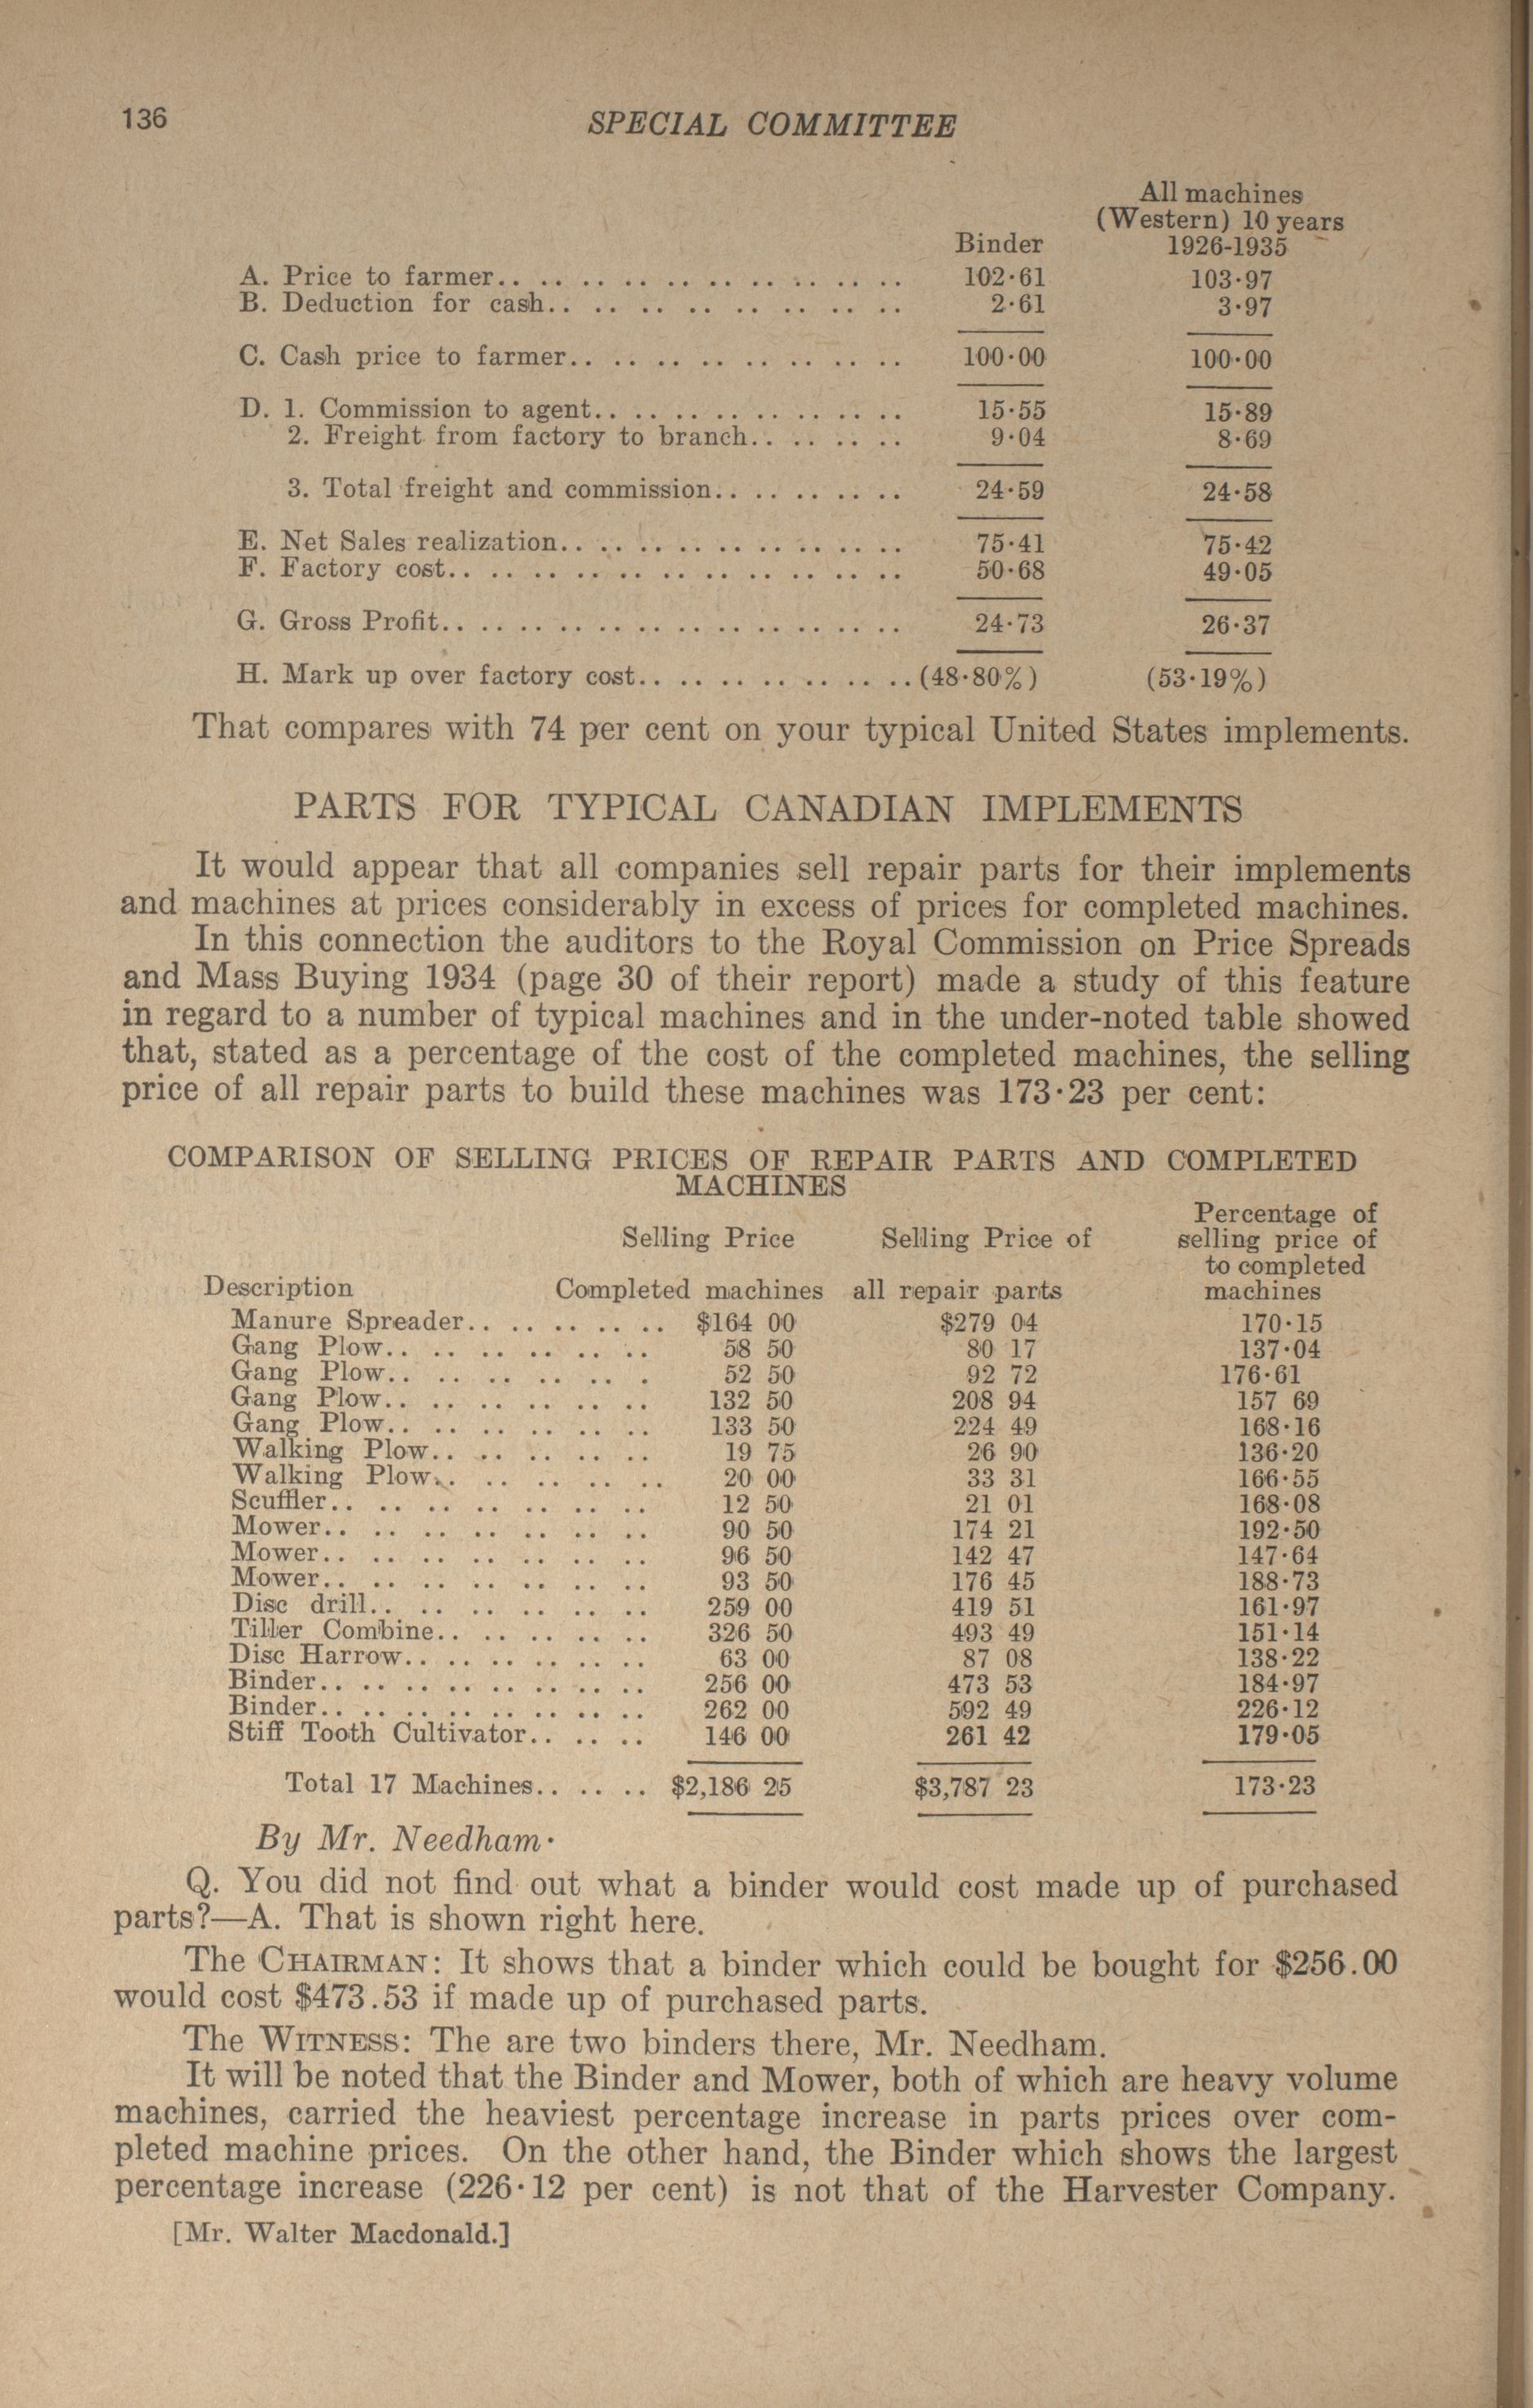 136 SPECIAL COMMITTEE
All machines
(Western) 10 years
Binder 1926-1935
A. Price to farmer.. .. .. .. .. .. .. .. .. .. 102·61 103·97
B. Deduction for cash.. .. .. .. .. .. .. .. 2·61 3·97
C. Cash price to farmer.. .. .. .. .. .. .. .. 100·00 100·00
D. 1. Commission to agent.. .. .. .. .. .. .. .. 15·55 15·89
2. Freight from factory to branch.. .. .. .. 9·04 8·69
3. Total freight and commission.. .. .. .. .. 24·59 24·58
E. Net Sales realization.. .. .. .. .. .. .. .. .. 75·41 75·42
F. Factory cost.. .. .. .. .. .. .. .. .. .. .. 50·68 49·05
G. Gross Profit.. .. .. .. .. .. .. .. .. .. .. .. 24·73 26·37
H. Mark up over factory cost.. .. .. .. .. .. .. (48·80%) (53·19%)
That compares with 74 per cent on your typical United States implements.
PARTS FOR TYPICAL CANADIAN IMPLEMENTS
It would appear that all companies sell repair parts for their implements
and machines at prices considerably in excess of prices for completed machines.
In this connection the auditors to the Royal Commission on Price Spreads
and Mass Buying 1934 (page 30 of their report) made a study of this feature
in regard to a number of typical machines and in the under-noted table showed
that, stated as a percentage of the cost of the completed machines, the selling
price of all repair parts to build these machines was 173·23 per cent:
COMPARISON OF SELLING PRICES OF REPAIR PARTS AND COMPLETED
MACHINES
Percentage of
Selling Price Selling Price of selling price of
to completed
Description Completed machines all repair parts machines
Manure Spreader.. .. .. .. .. $164 00 $279 04 170·15
Gang Plow.. .. .. .. .. .. 58 50 80 17 137·04
Gang Plow.. .. .. .. .. . 52 50 92 72 176·61
Gang Plow.. .. .. .. .. .. 132 50 208 94 157 69
Gang Plow.. .. .. .. .. .. 133 50 224 49 168·16
Walking Plow.. .. .. .. .. 19 75 26 90 136·20
Walking Plow.. .. .. .. .. 20 00 33 31 166·55
Scuffler.. .. .. .. .. .. .. 12 50 21 01 168·08
Mower.. .. .. .. .. .. .. 90 50 174 21 192·50
Mower.. .. .. .. .. .. .. 96 50 142 47 147·64
Mower.. .. .. .. .. .. .. 93 50 176 45 188·73
Disc drill.. .. .. .. .. .. 259 00 419 51 161·97
Tiller Combine.. .. .. .. .. 326 50 493 49 151·14
Disc Harrow.. .. .. .. .. .. 63 00 87 08 138·22
Binder.. .. .. .. .. .. .. .. 256 00 473 53 184·97
Binder.. .. .. .. .. .. .. .. 262 00 592 49 226·12
Stiff Tooth Cultivator.. .. .. 146 00 261 42 179·05
Total 17 Machines.. .. .. $2,186 25 $3,787 23 173·23
By Mr. Needham·
Q. You did not find out what a binder would cost made up of purchased
parts?—A. That is shown right here.
The CHAIRMAN: It shows that a binder which could be bought for $256.00
would cost $473.53 if made up of purchased parts.
The WITNESS: The are two binders there, Mr. Needham.
It will be noted that the Binder and Mower, both of which are heavy volume
machines, carried the heaviest percentage increase in parts prices over com-
pleted machine prices. On the other hand, the Binder which shows the largest
percentage increase (226·12 per cent) is not that of the Harvester Company.
[Mr. Walter Macdonald.]